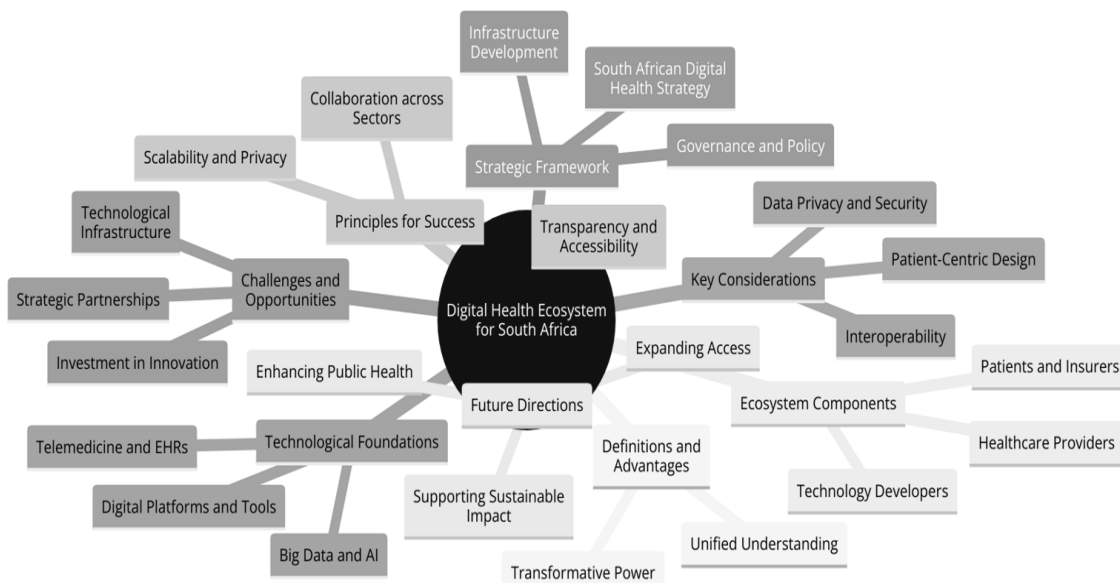 Infrastructure
Development
South African Digital
Health Strategy
Collaboration across
Sectors
Governance and Policy
Scalability and Privacy
Strategic Framework
Data Privacy and Security
Technological
Infrastructure
Principles for Success
Transparency and
Accessibility
Patient-Centric Design
Key Considerations
Challenges and
Opportunities
Strategic Partnerships
Digital Health Ecosystem
for South Africa
Interoperability
Investment in Innovation
Expanding Access
Enhancing Public Health
Patients and Insurers
Future Directions
Ecosystem Components
Telemedicine and EHRs
Technological Foundations
Definitions and
Advantages
Healthcare Providers
Digital Platforms and Tools
Supporting Sustainable
Impact
Technology Developers
Big Data and AI
Unified Understanding
Transformative Power